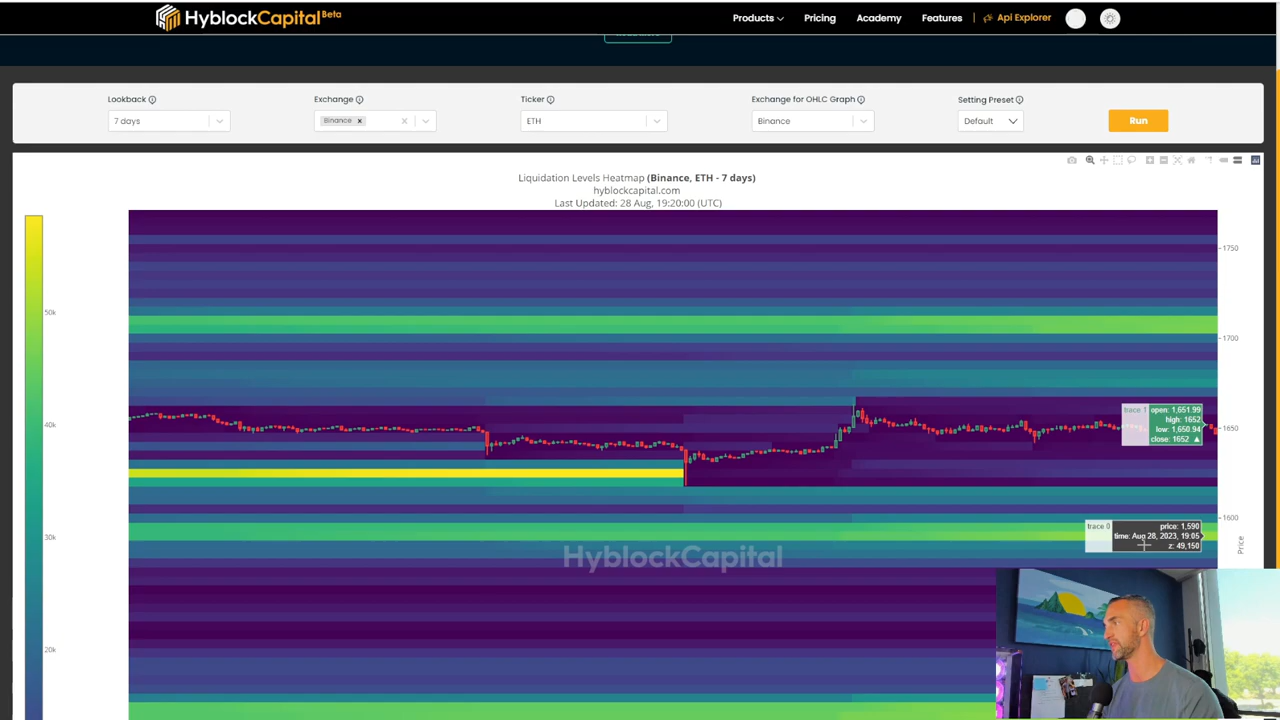 HyblockCapital Beta
Products
Pricing
Academy
Features
Api Explorer
Lookback
Exchange
Ticker
Exchange for OHLC Graph
Setting Preset
7 days
Binance
ETH
Binance
Default
Run
Liquidation Levels Heatmap (Binance, ETH - 7 days)
hyblockcapital.com
Last Updated: 28 Aug, 19:20:00 (UTC)
50k
40k
30k
20k
1750
1700
1650
1600
Price
trace 1
open: 1,651.99
high: 1652
low: 1,650.94
close: 1652 ▲
trace 0
price: 1,590
time: Aug 28, 2023, 19:05
z: 49,150
HyblockCapital